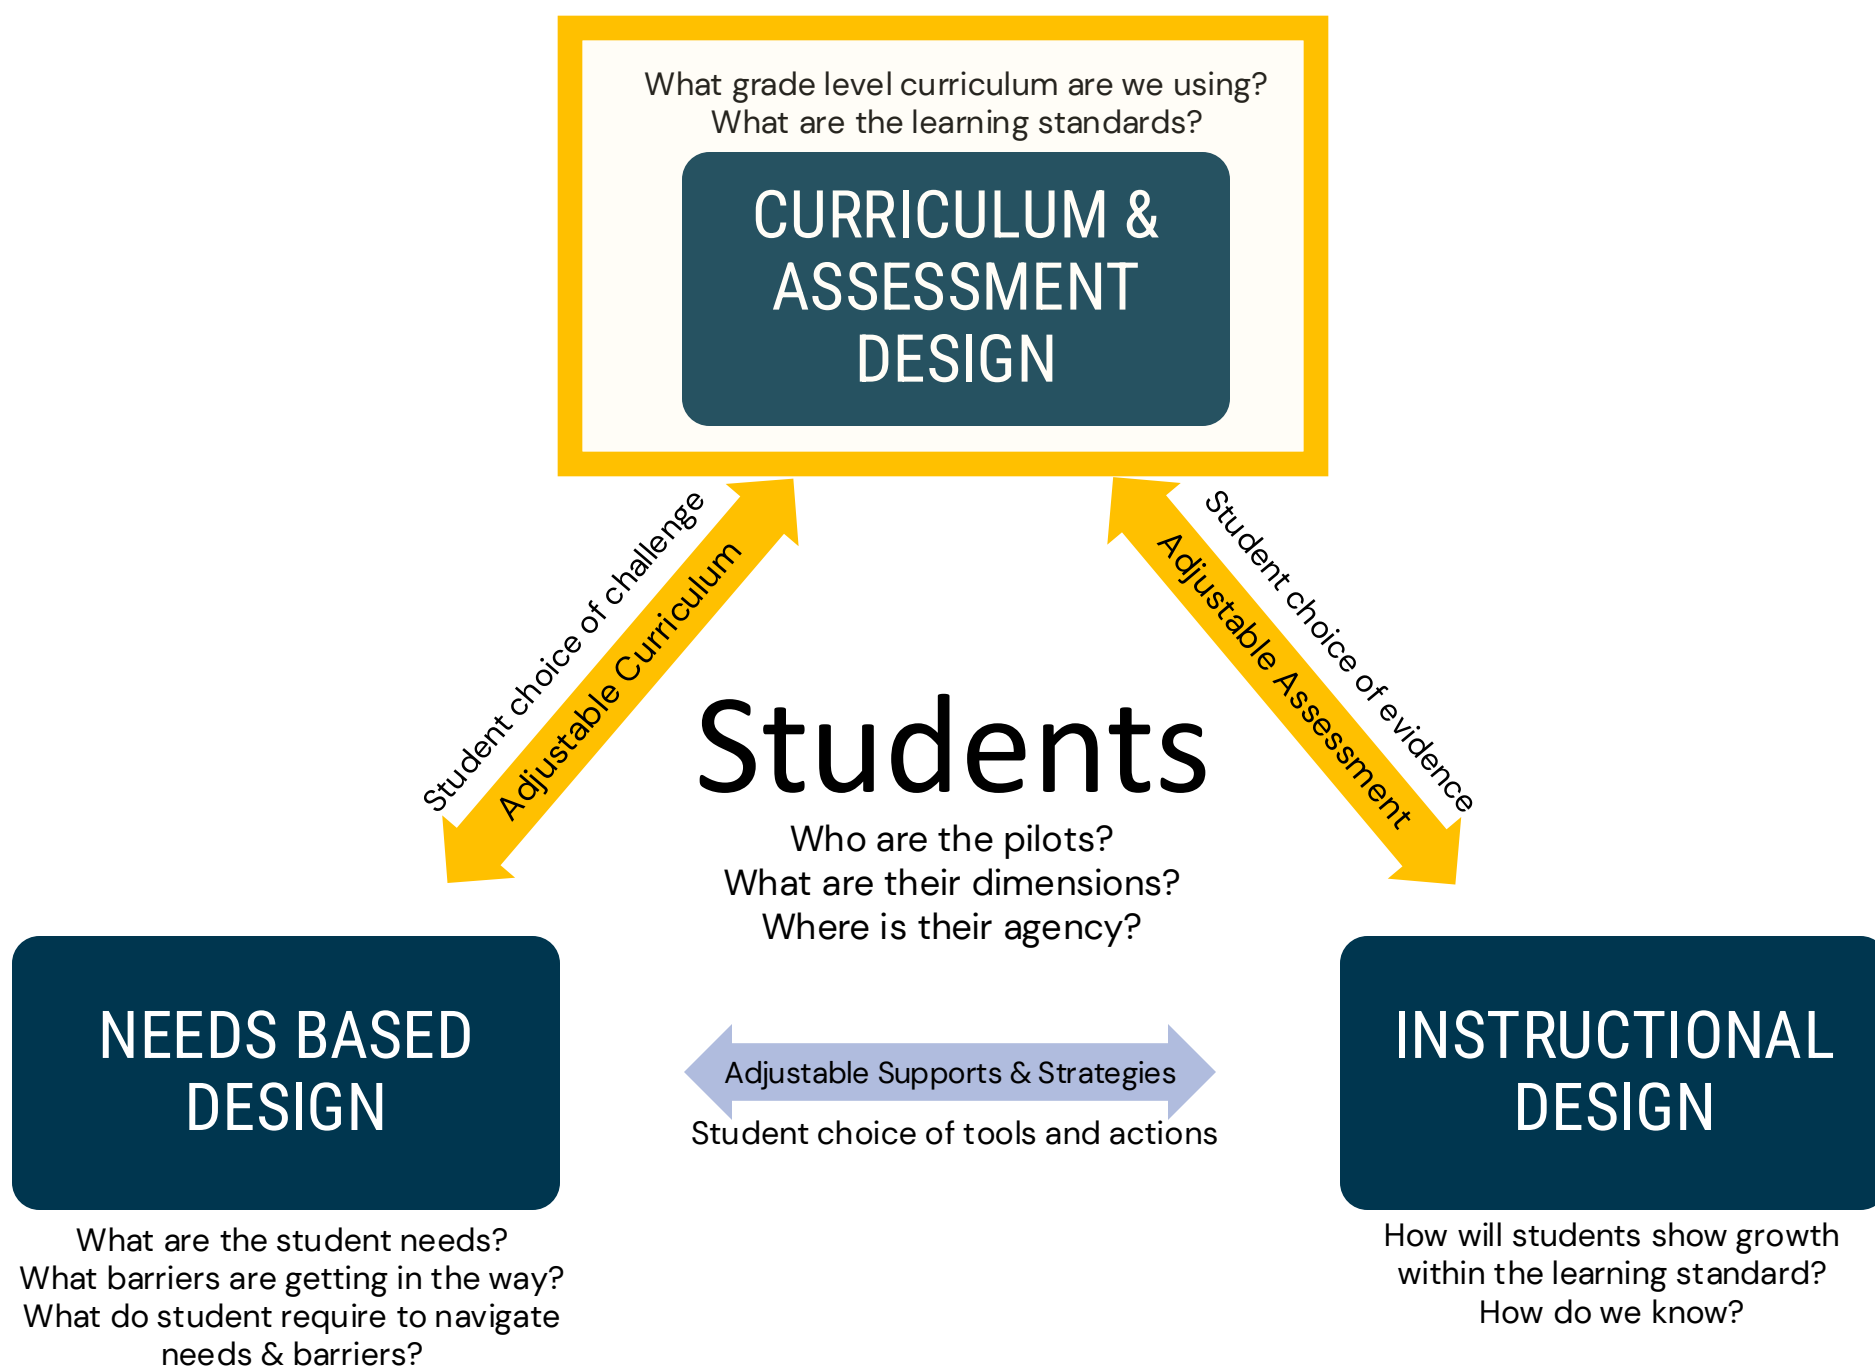 What grade level curriculum are we using?
What are the learning standards?
CURRICULUM &
ASSESSMENT
DESIGN
Student choice of challenge
Adjustable Curriculum
Student choice of evidence
Adjustable Assessment
Students
Who are the pilots?
What are their dimensions?
Where is their agency?
NEEDS BASED
DESIGN
Adjustable Supports & Strategies
Student choice of tools and actions
INSTRUCTIONAL
DESIGN
What are the student needs?
What barriers are getting in the way?
What do student require to navigate
needs & barriers?
How will students show growth
within the learning standard?
How do we know?